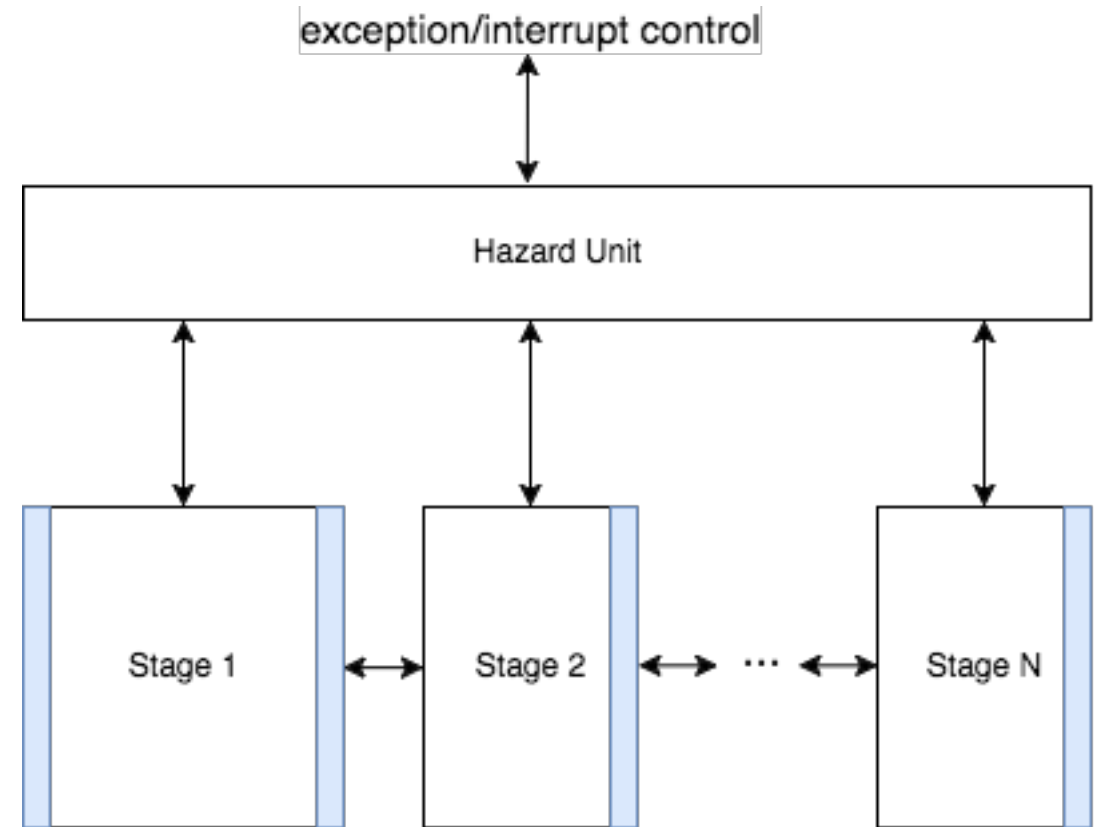 exception/interrupt control
Hazard Unit
Stage 1
Stage 2
...
Stage N